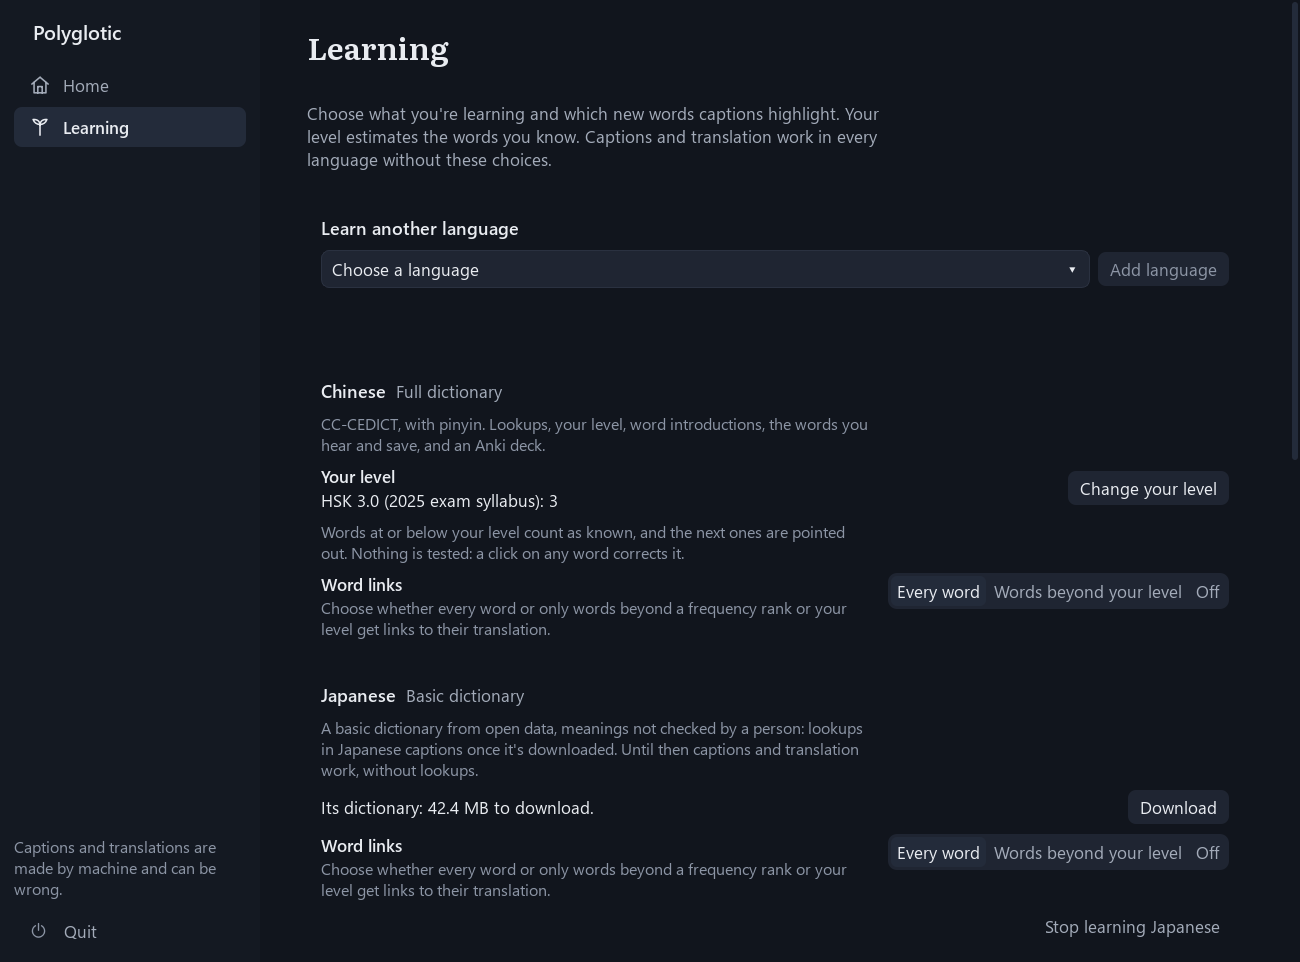 Polyglotic
Home
Learning
Captions and translations are
made by machine and can be
wrong.
Quit
Learning
Choose what you're learning and which new words captions highlight. Your
level estimates the words you know. Captions and translation work in every
language without these choices.
Learn another language
Choose a language
Add language
Chinese Full dictionary
CC-CEDICT, with pinyin. Lookups, your level, word introductions, the words you
hear and save, and an Anki deck.
Your level
HSK 3.0 (2025 exam syllabus): 3
Change your level
Words at or below your level count as known, and the next ones are pointed
out. Nothing is tested: a click on any word corrects it.
Word links
Choose whether every word or only words beyond a frequency rank or your
level get links to their translation.
Every word Words beyond your level Off
Japanese Basic dictionary
A basic dictionary from open data, meanings not checked by a person: lookups
in Japanese captions once it's downloaded. Until then captions and translation
work, without lookups.
Its dictionary: 42.4 MB to download.
Download
Word links
Choose whether every word or only words beyond a frequency rank or your
level get links to their translation.
Every word Words beyond your level Off
Stop learning Japanese